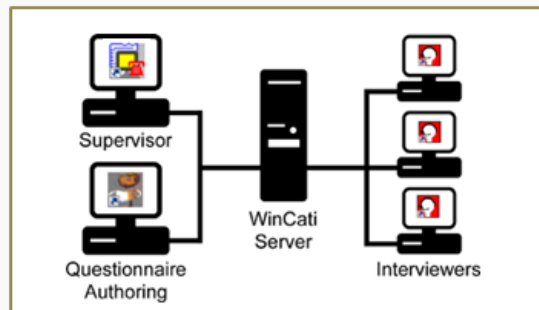 Supervisor
Questionnaire
Authoring
WinCati
Server
Interviewers